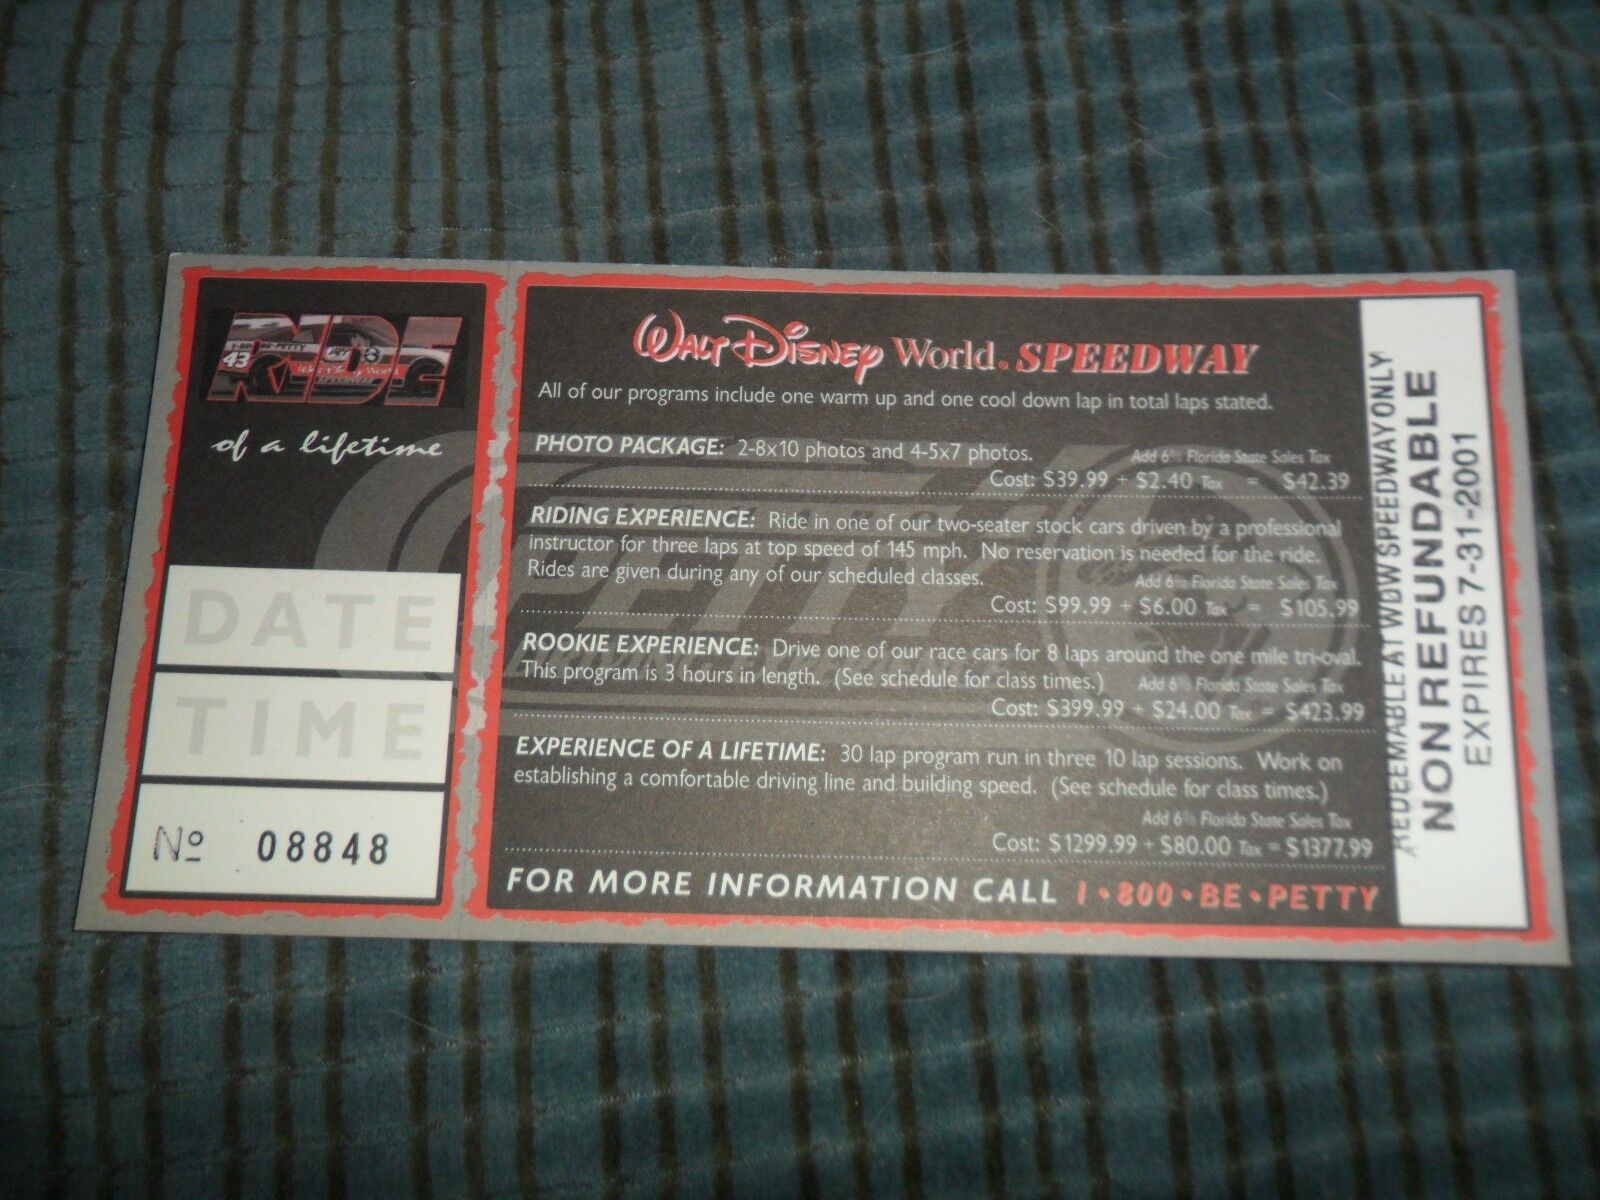 RIDE
1-800-BE-PETTY
43
of a lifetime
DATE
TIME
No 08848
WALT DISNEY World. SPEEDWAY
All of our programs include one warm up and one cool down lap in total laps stated.
PHOTO PACKAGE: 2-8x10 photos and 4-5x7 photos.
Add 6% Florida State Sales Tax
Cost: $39.99 + $2.40 Tax = $42.39
RIDING EXPERIENCE: Ride in one of our two-seater stock cars driven by a professional
instructor for three laps at top speed of 145 mph. No reservation is needed for the ride.
Rides are given during any of our scheduled classes.
Add 6% Florida State Sales Tax
Cost: $99.99 + $6.00 Tax = $105.99
ROOKIE EXPERIENCE: Drive one of our race cars for 8 laps around the one mile tri-oval.
This program is 3 hours in length. (See schedule for class times.)
Add 6% Florida State Sales Tax
Cost: $399.99 + $24.00 Tax = $423.99
EXPERIENCE OF A LIFETIME: 30 lap program run in three 10 lap sessions. Work on
establishing a comfortable driving line and building speed. (See schedule for class times.)
Add 6% Florida State Sales Tax
Cost: $1299.99 + $80.00 Tax = $1377.99
FOR MORE INFORMATION CALL 1•800•BE•PETTY
PETTY
REDEEMABLE AT WDW SPEEDWAY ONLY
NON REFUNDABLE
EXPIRES 7-31-2001